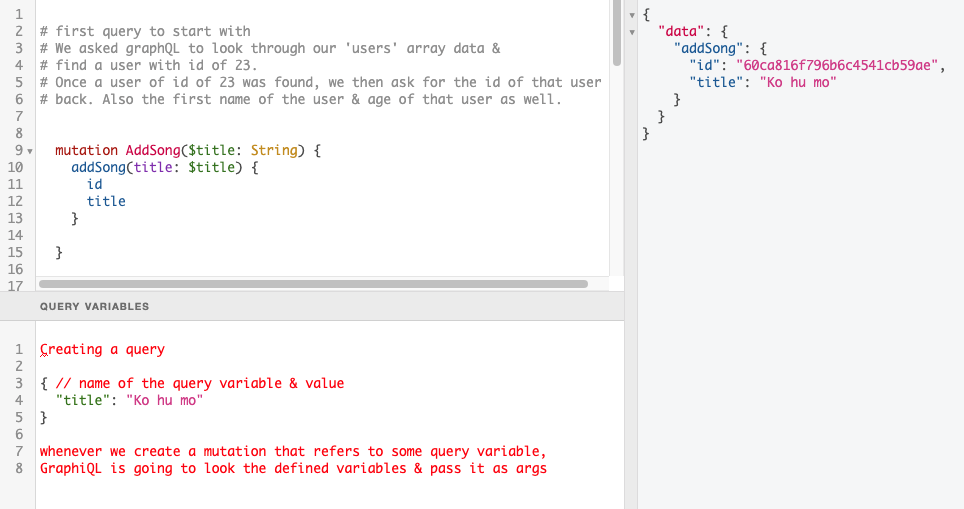 1
2 # first query to start with
3 # We asked graphQL to look through our 'users' array data &
4 # find a user with id of 23.
5 # Once a user of id of 23 was found, we then ask for the id of that user
6 # back. Also the first name of the user & age of that user as well.
7
8
9 mutation AddSong($title: String) {
10 addSong(title: $title) {
11 id
12 title
13 }
14
15 }
16
17
QUERY VARIABLES
1 Creating a query
2
3 { // name of the query variable & value
4 "title": "Ko hu mo"
5 }
6
7 whenever we create a mutation that refers to some query variable,
8 GraphiQL is going to look the defined variables & pass it as args
{
"data": {
"addSong": {
"id": "60ca816f796b6c4541cb59ae",
"title": "Ko hu mo"
}
}
}